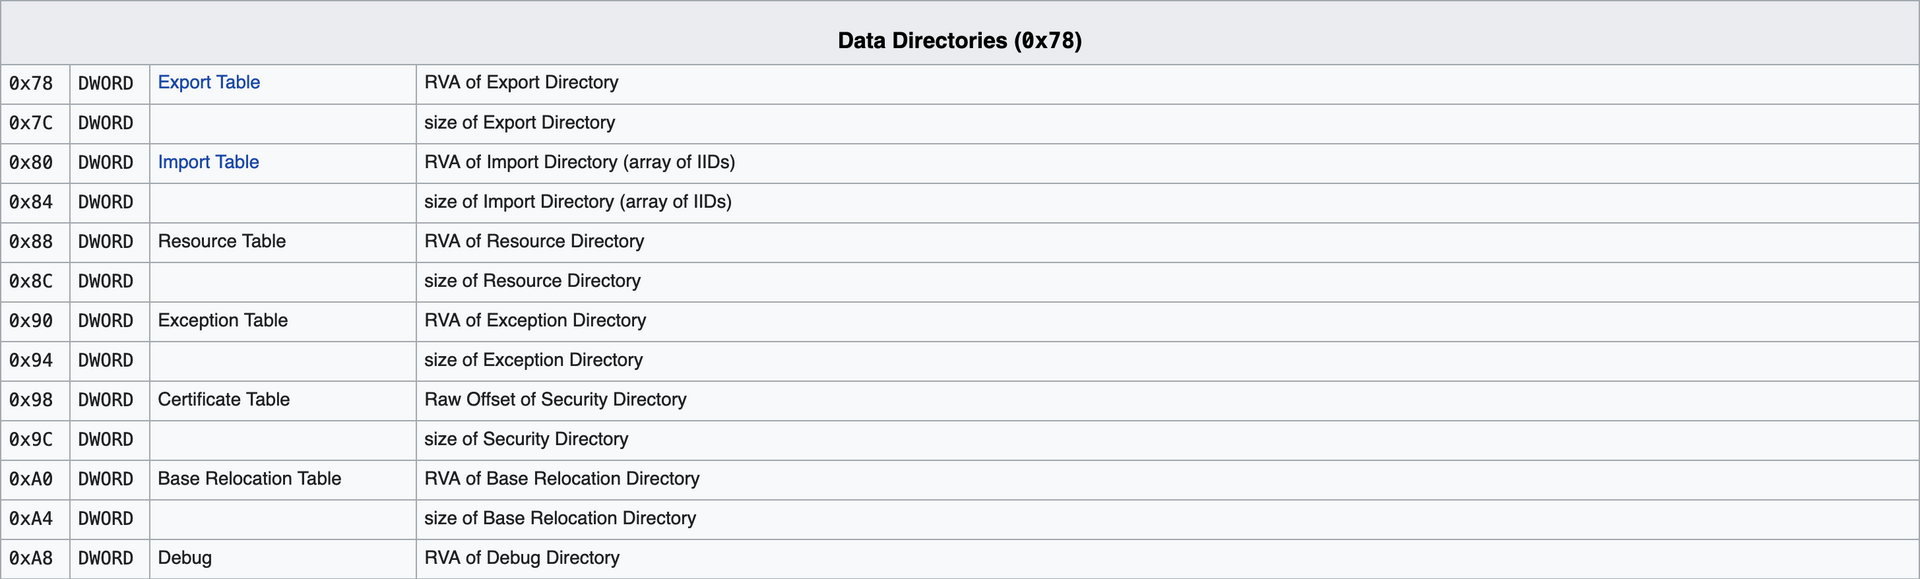 Data Directories (0x78)
0x78 DWORD Export Table RVA of Export Directory
0x7C DWORD size of Export Directory
0x80 DWORD Import Table RVA of Import Directory (array of IIDs)
0x84 DWORD size of Import Directory (array of IIDs)
0x88 DWORD Resource Table RVA of Resource Directory
0x8C DWORD size of Resource Directory
0x90 DWORD Exception Table RVA of Exception Directory
0x94 DWORD size of Exception Directory
0x98 DWORD Certificate Table Raw Offset of Security Directory
0x9C DWORD size of Security Directory
0xA0 DWORD Base Relocation Table RVA of Base Relocation Directory
0xA4 DWORD size of Base Relocation Directory
0xA8 DWORD Debug RVA of Debug Directory